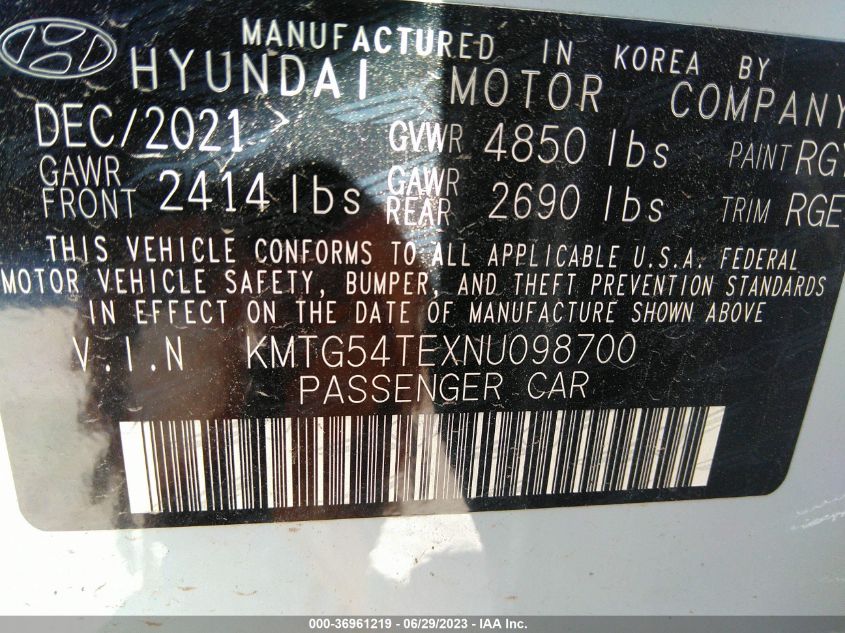 MANUFACTURED IN KOREA BY
HYUNDAI MOTOR COMPANY
DEC/2021 GVWR 4850 lbs PAINT RGY
GAWR FRONT 2414 lbs GAWR REAR 2690 lbs TRIM RGE
THIS VEHICLE CONFORMS TO ALL APPLICABLE U.S.A. FEDERAL
MOTOR VEHICLE SAFETY, BUMPER, AND THEFT PREVENTION STANDARDS
IN EFFECT ON THE DATE OF MANUFACTURE SHOWN ABOVE
V.I.N KMTG54TEXNU098700
PASSENGER CAR
000-36961219 - 06/29/2023 - IAA Inc.